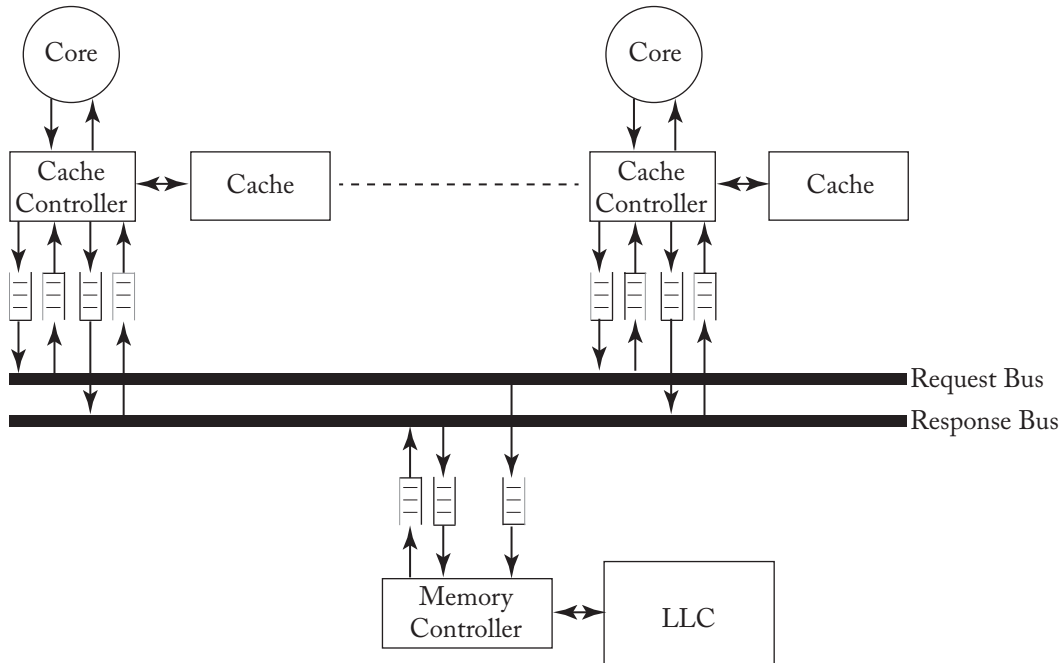 Core
Core
Cache
Controller
Cache
Cache
Controller
Cache
Request Bus
Response Bus
Memory
Controller
LLC